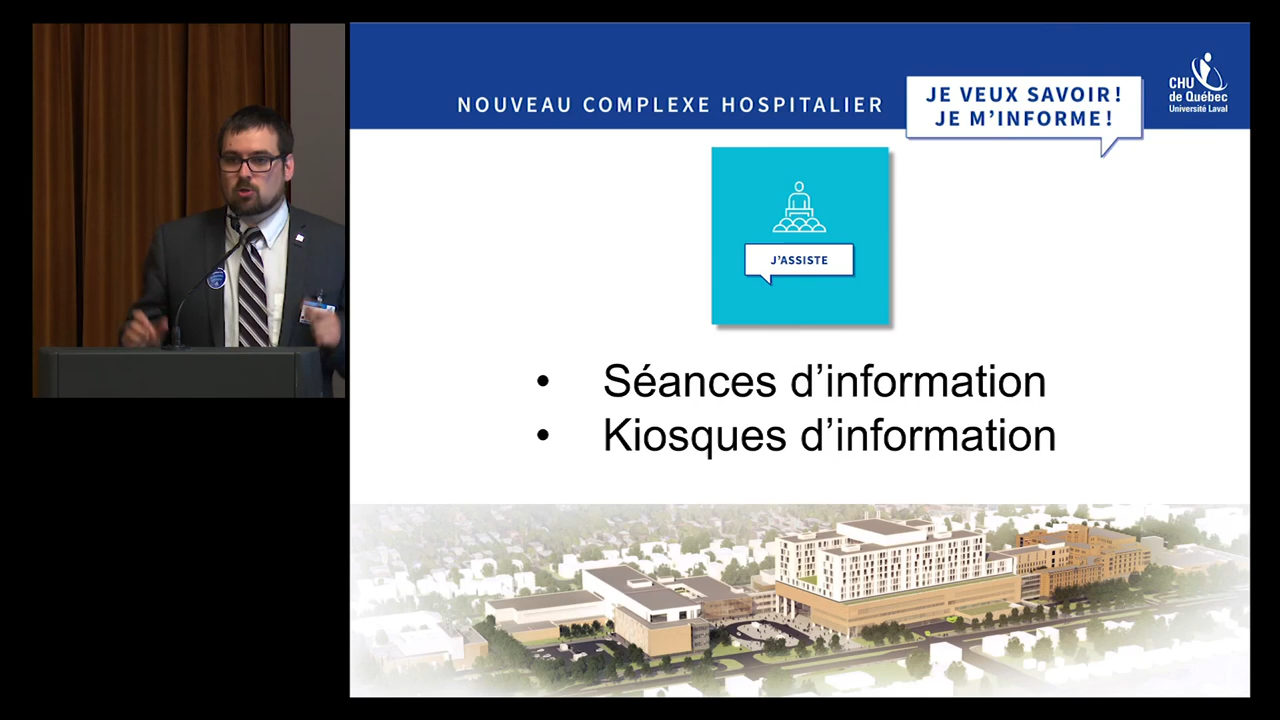 NOUVEAU COMPLEXE HOSPITALIER
JE VEUX SAVOIR!
JE M'INFORME!
CHU
de Québec
Université Laval
J'ASSISTE
• Séances d'information
• Kiosques d'information